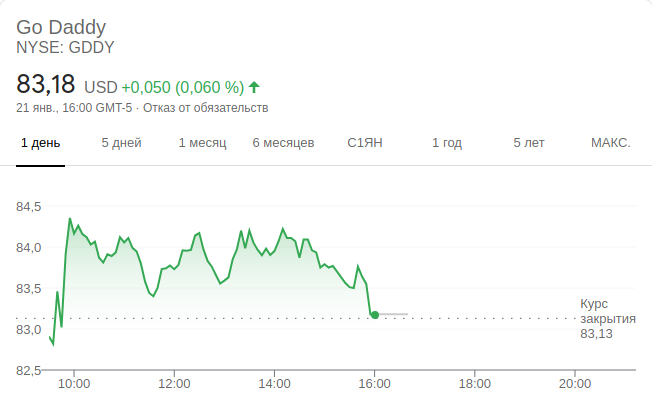 Go Daddy
NYSE: GDDY
83,18 USD +0,050 (0,060 %)
21 янв., 16:00 GMT-5 · Отказ от обязательств
1 день 5 дней 1 месяц 6 месяцев С1ЯН 1 год 5 лет МАКС.
84,5
84,0
83,5
Курс
закрытия
83,13
83,0
82,5
10:00 12:00 14:00 16:00 18:00 20:00